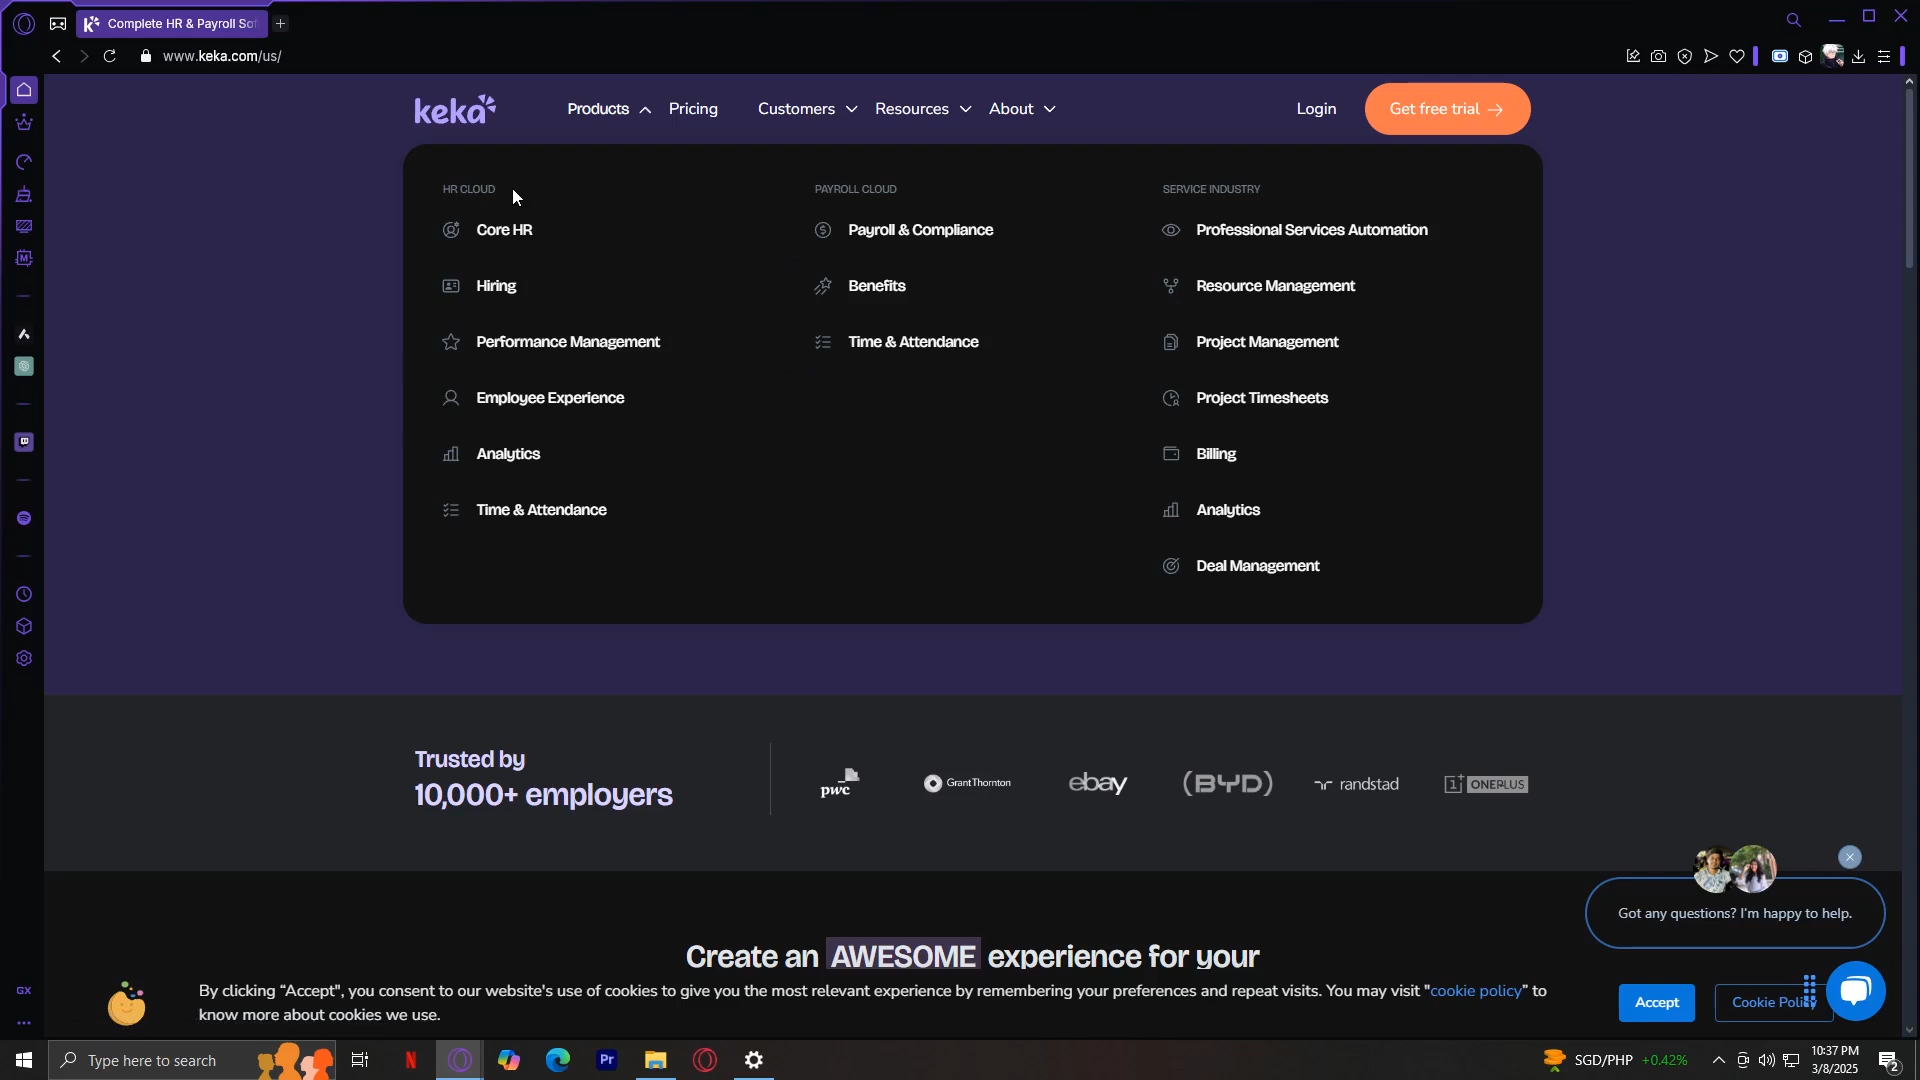 Complete HR & Payroll Sof
www.keka.com/us/
keka
Products
Pricing
Customers
Resources
About
Login
Get free trial
HR CLOUD
Core HR
Hiring
Performance Management
Employee Experience
Analytics
Time & Attendance
PAYROLL CLOUD
Payroll & Compliance
Benefits
Time & Attendance
SERVICE INDUSTRY
Professional Services Automation
Resource Management
Project Management
Project Timesheets
Billing
Analytics
Deal Management
Trusted by
10,000+ employers
pwc
GrantThornton
ebay
BYD
randstad
1+ ONEPLUS
Got any questions? I'm happy to help.
Create an AWESOME experience for your
By clicking “Accept", you consent to our website's use of cookies to give you the most relevant experience by remembering your preferences and repeat visits. You may visit "cookie policy” to
know more about cookies we use.
Accept
Cookie Policy
GX
Type here to search
N
Pr
SGD/PHP +0.42%
10:37 PM
3/8/2025
2